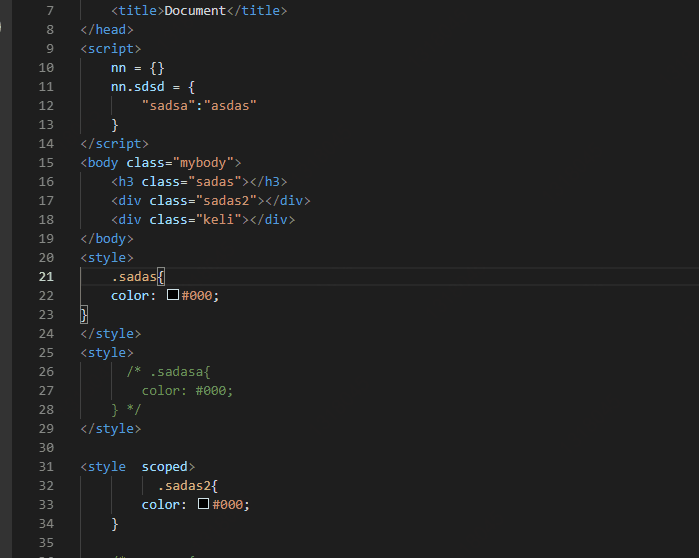 7 <title>Document</title>
8 </head>
9 <script>
10 nn = {}
11 nn.sdsd = {
12 "sadsa":"asdas"
13 }
14 </script>
15 <body class="mybody">
16 <h3 class="sadas"></h3>
17 <div class="sadas2"></div>
18 <div class="keli"></div>
19 </body>
20 <style>
21 .sadas{
22 color: #000;
23 }
24 </style>
25 <style>
26 /* .sadasa{
27 color: #000;
28 } */
29 </style>
30
31 <style  scoped>
32 .sadas2{
33 color: #000;
34 }
35